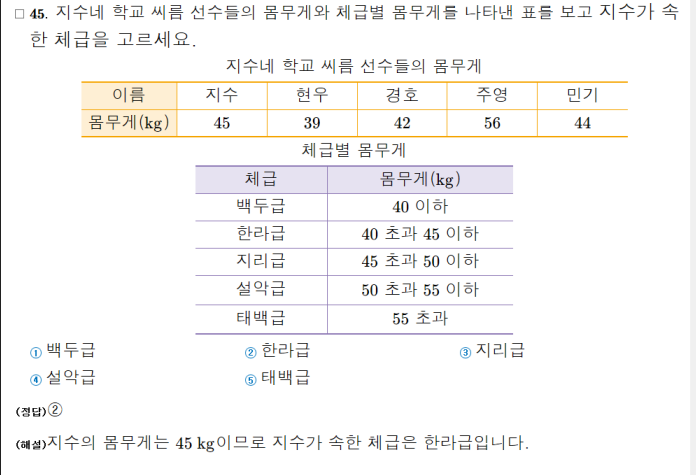 □ 45. 지수네 학교 씨름 선수들의 몸무게와 체급별 몸무게를 나타낸 표를 보고 지수가 속
한 체급을 고르세요.
지수네 학교 씨름 선수들의 몸무게
이름 지수 현우 경호 주영 민기
몸무게(kg) 45 39 42 56 44
체급별 몸무게
체급 몸무게(kg)
백두급 40 이하
한라급 40 초과 45 이하
지리급 45 초과 50 이하
설악급 50 초과 55 이하
태백급 55 초과
① 백두급 ② 한라급 ③ 지리급
④ 설악급 ⑤ 태백급
(정답)②
(해설)지수의 몸무게는 45 kg이므로 지수가 속한 체급은 한라급입니다.